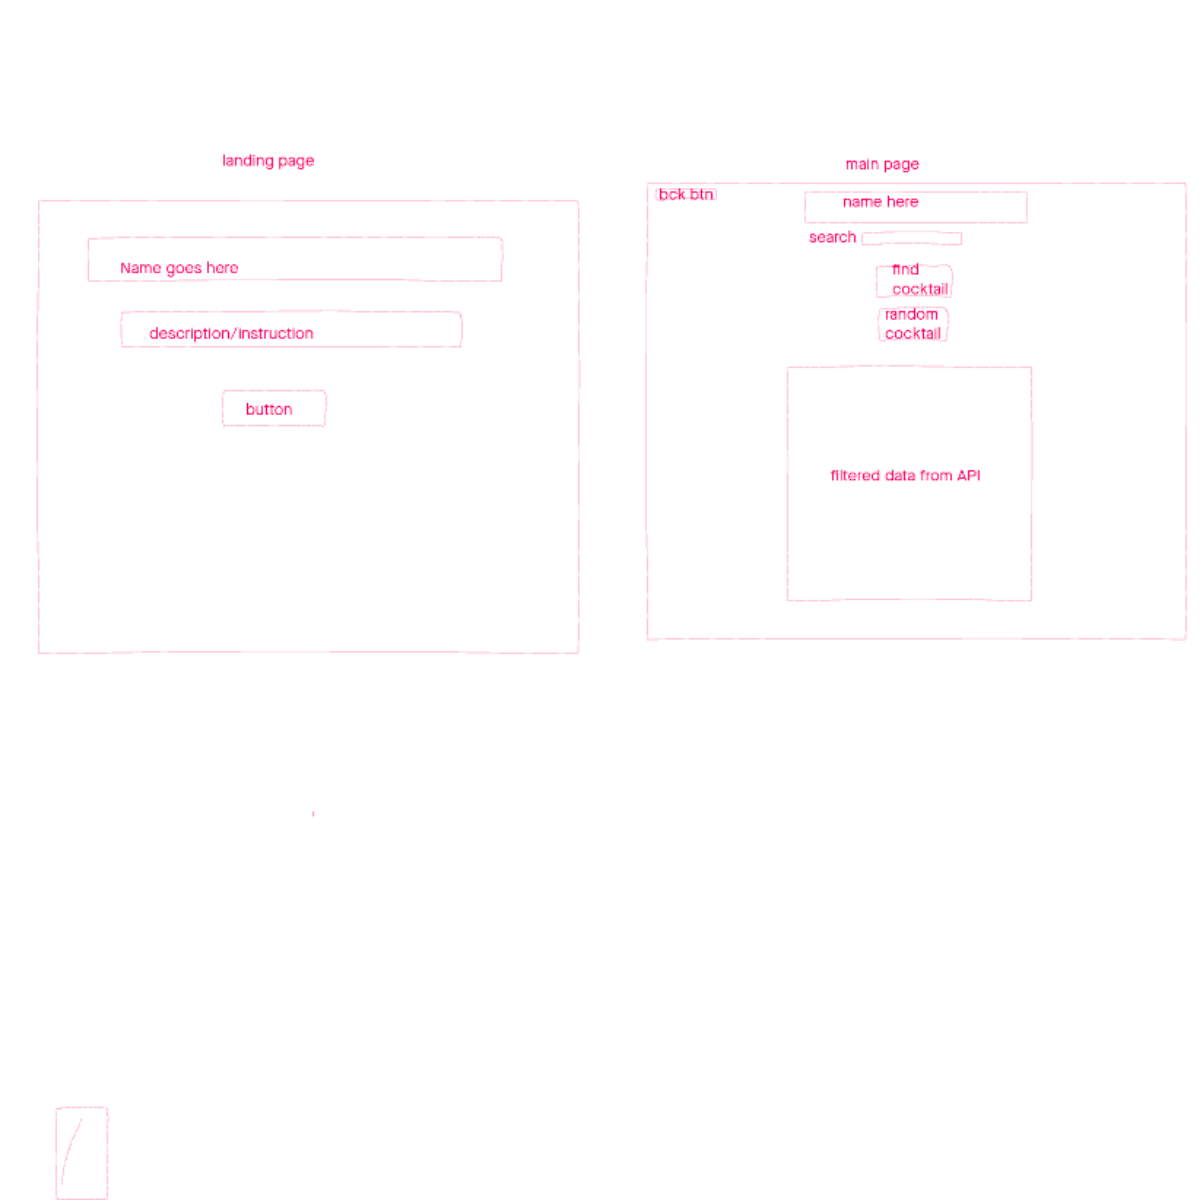 landing page
Name goes here
description/instruction
button
main page
bck btn
name here
search
find
cocktail
random
cocktail
filtered data from API